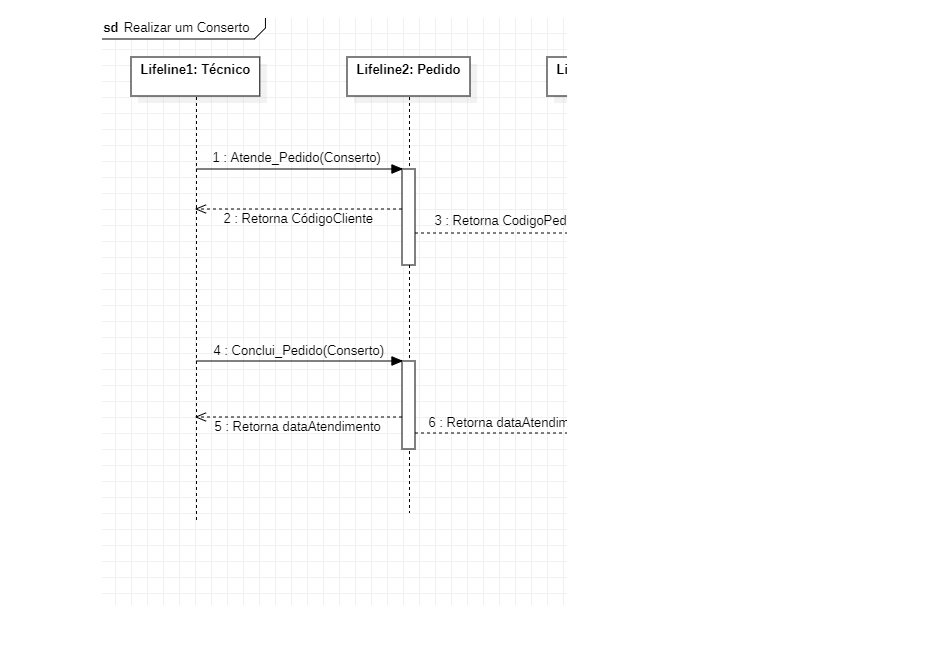 sd Realizar um Conserto
Lifeline1: Técnico
Lifeline2: Pedido
Li
1 : Atende_Pedido(Conserto)
2 : Retorna CódigoCliente
3 : Retorna CodigoPed
4 : Conclui_Pedido(Conserto)
5 : Retorna dataAtendimento
6 : Retorna dataAtendim